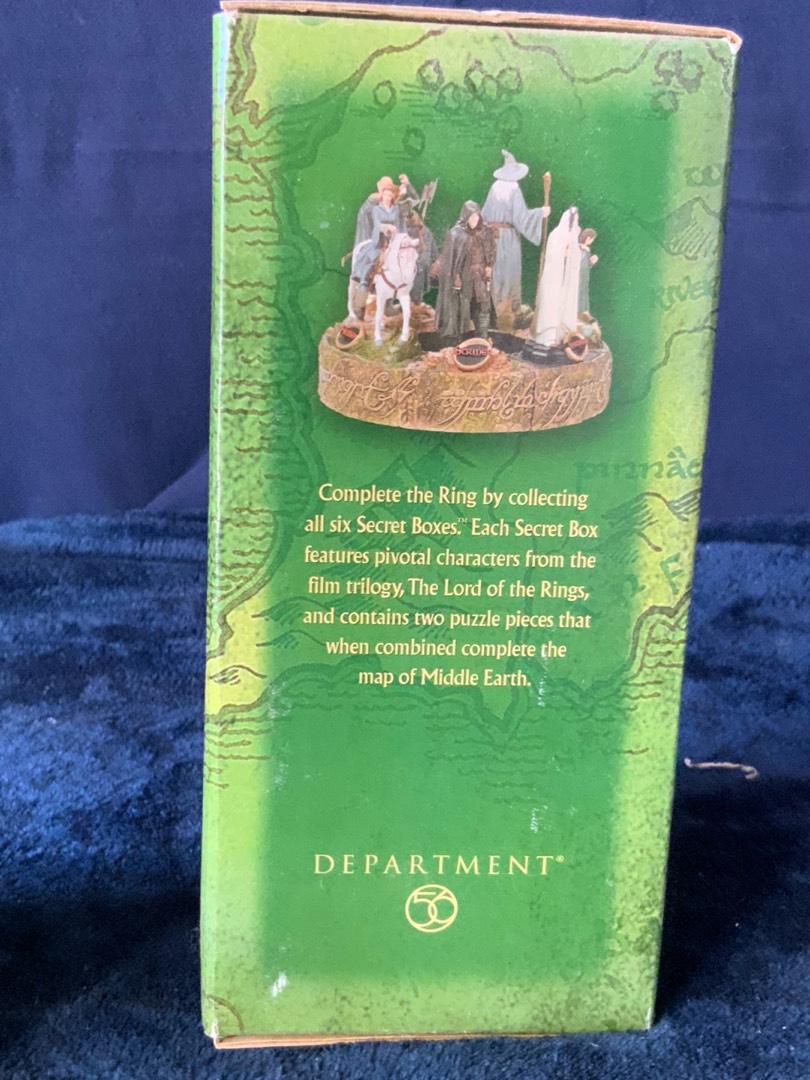 RIVE
pinnac
F
Complete the Ring by collecting
all six Secret Boxes.™ Each Secret Box
features pivotal characters from the
film trilogy, The Lord of the Rings,
and contains two puzzle pieces that
when combined complete the
map of Middle Earth.
DEPARTMENT®
56